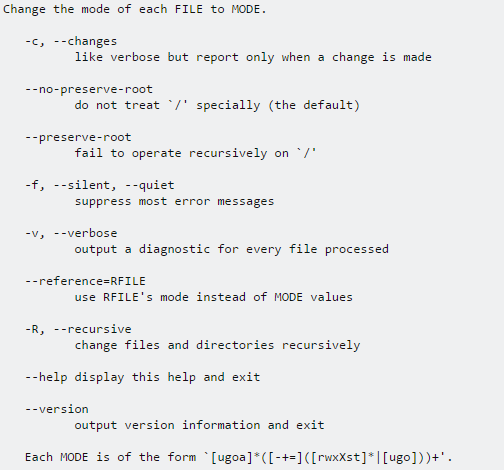 Change the mode of each FILE to MODE.
-c, --changes
like verbose but report only when a change is made
--no-preserve-root
do not treat `/' specially (the default)
--preserve-root
fail to operate recursively on `/'
-f, --silent, --quiet
suppress most error messages
-v, --verbose
output a diagnostic for every file processed
--reference=RFILE
use RFILE's mode instead of MODE values
-R, --recursive
change files and directories recursively
--help display this help and exit
--version
output version information and exit
Each MODE is of the form `[ugoa]*([-+=]([rwxXst]*|[ugo]))+'.